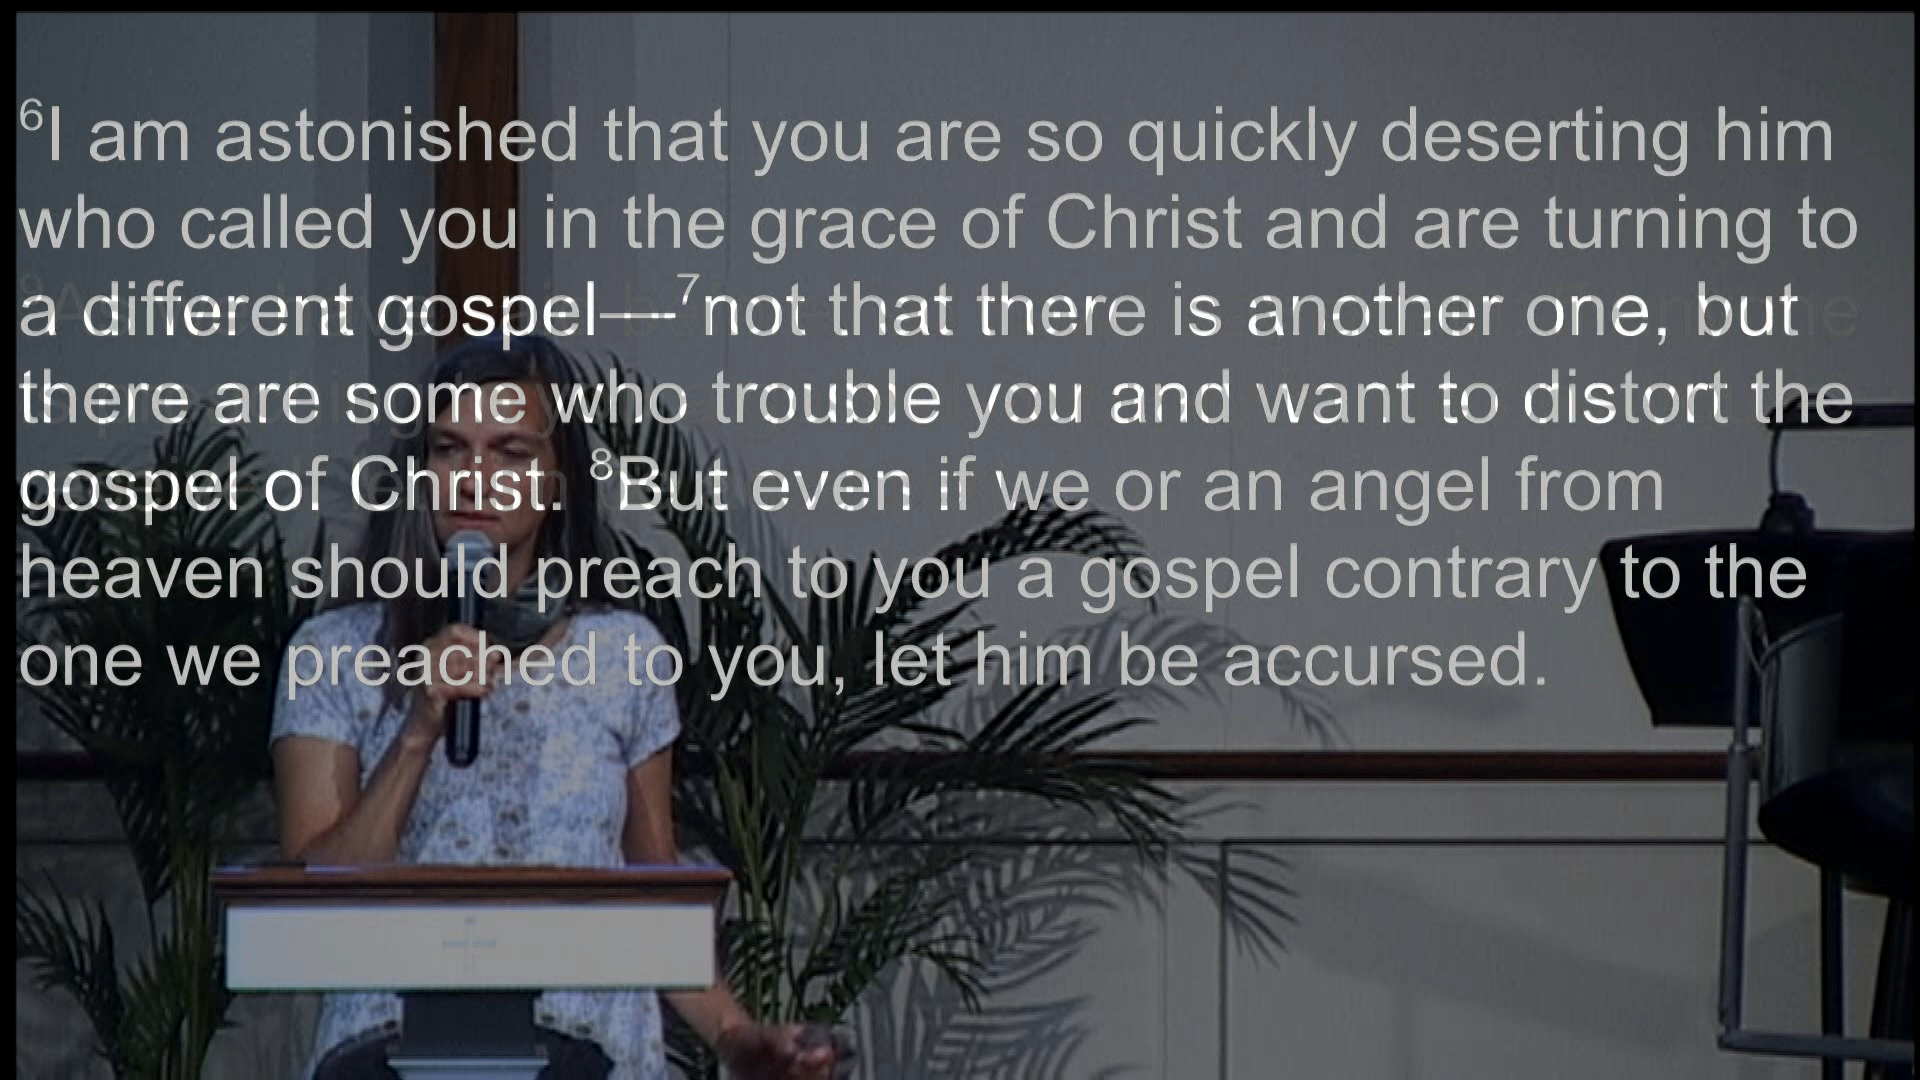 ⁶I am astonished that you are so quickly deserting him
who called you in the grace of Christ and are turning to
a different gospel—⁷not that there is another one, but
there are some who trouble you and want to distort the
gospel of Christ. ⁸But even if we or an angel from
heaven should preach to you a gospel contrary to the
one we preached to you, let him be accursed.